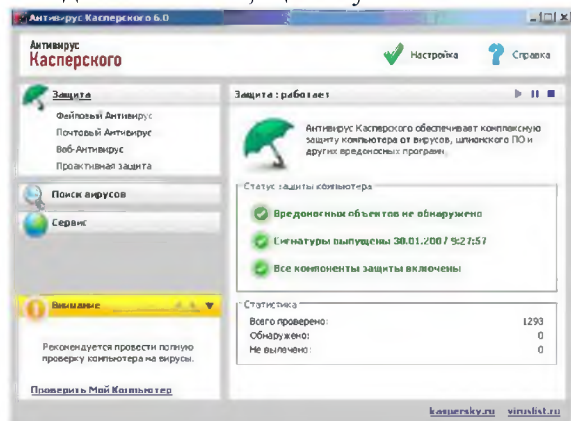 Антивирус Касперского 6.0
Антивирус
Касперского
Настройка
Справка
Защита
Файловый Антивирус
Почтовый Антивирус
Веб-Антивирус
Проактивная защита
Поиск вирусов
Сервис
Внимание
Рекомендуется провести полную
проверку компьютера на вирусы.
Проверить Мой Компьютер
Защита : работает
Антивирус Касперского обеспечивает комплексную
защиту компьютера от вирусов, шпионского ПО и
других вредоносных программ.
Статус защиты компьютера
Вредоносных объектов не обнаружено
Сигнатуры выпущены 30.01.2007 9:27:57
Все компоненты защиты включены
Статистика
Всего проверено: 1293
Обнаружено: 0
Не вылечено: 0
kaspersky.ru viruslist.ru